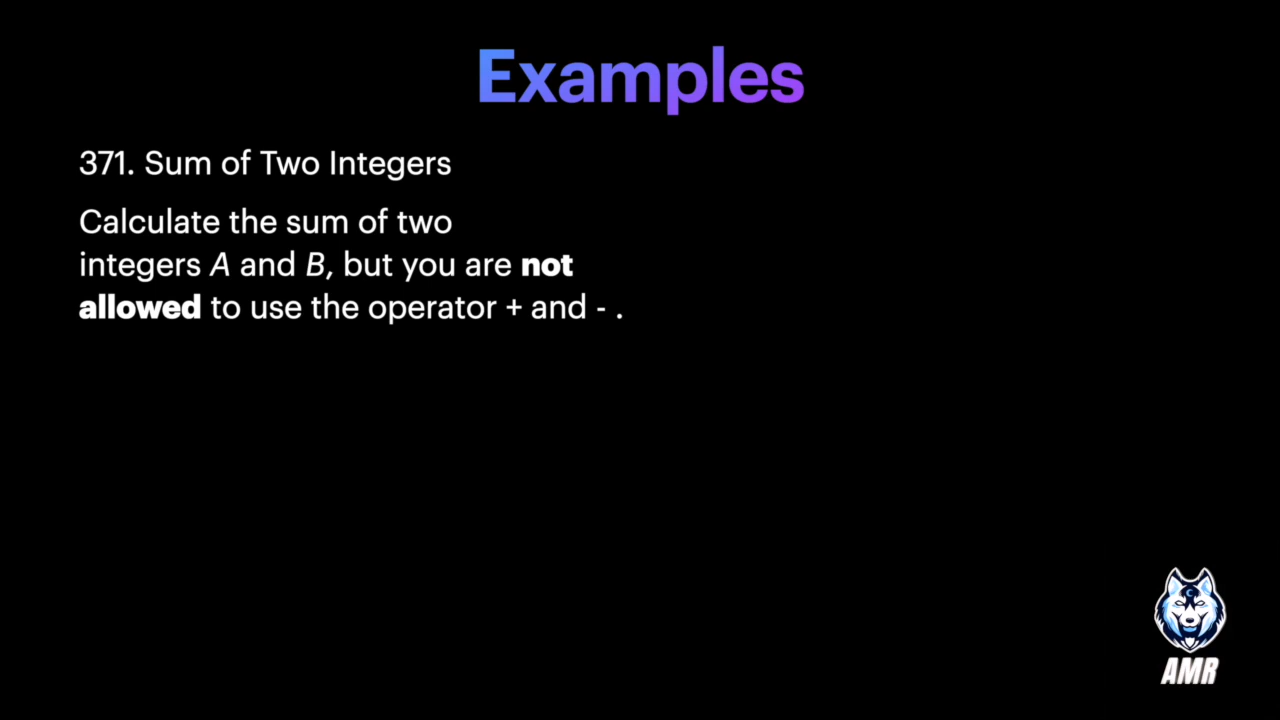 Examples
371. Sum of Two Integers
Calculate the sum of two
integers A and B, but you are not
allowed to use the operator + and - .
AMR